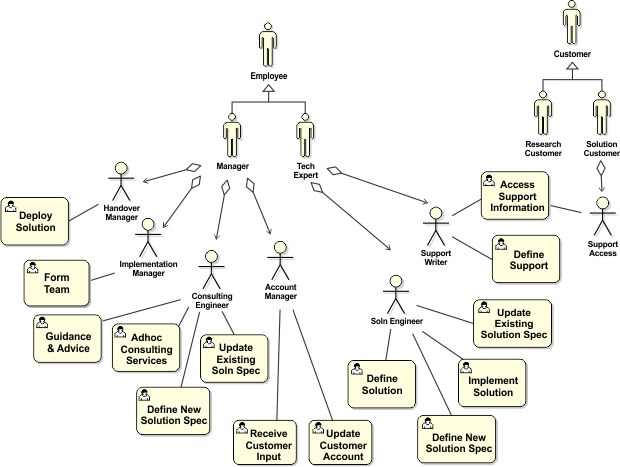 Customer
Employee
Research
Customer
Solution
Customer
Manager
Tech
Expert
Access
Support
Information
Handover
Manager
Deploy
Solution
Support
Writer
Support
Access
Implementation
Manager
Define
Support
Form
Team
Consulting
Engineer
Account
Manager
Soln Engineer
Guidance
& Advice
Adhoc
Consulting
Services
Update
Existing
Soln Spec
Update
Existing
Solution Spec
Define
Solution
Implement
Solution
Define New
Solution Spec
Receive
Customer
Input
Update
Customer
Account
Define New
Solution Spec